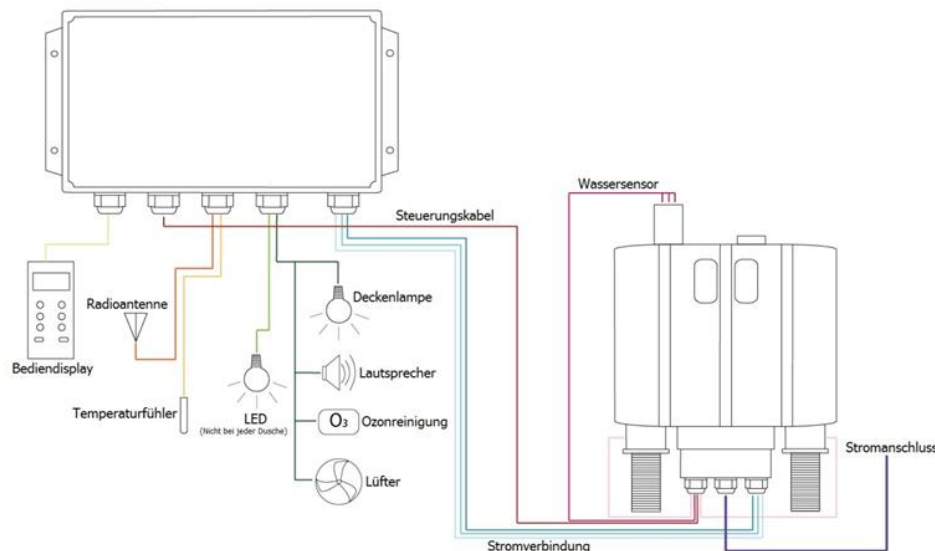 Wassersensor
Steuerungskabel
Radioantenne
Deckenlampe
Bediendisplay
Lautsprecher
Temperaturfühler
LED
(Nicht bei jeder Dusche)
O₃
Ozonreinigung
Lüfter
Stromanschluss
Stromverbindung